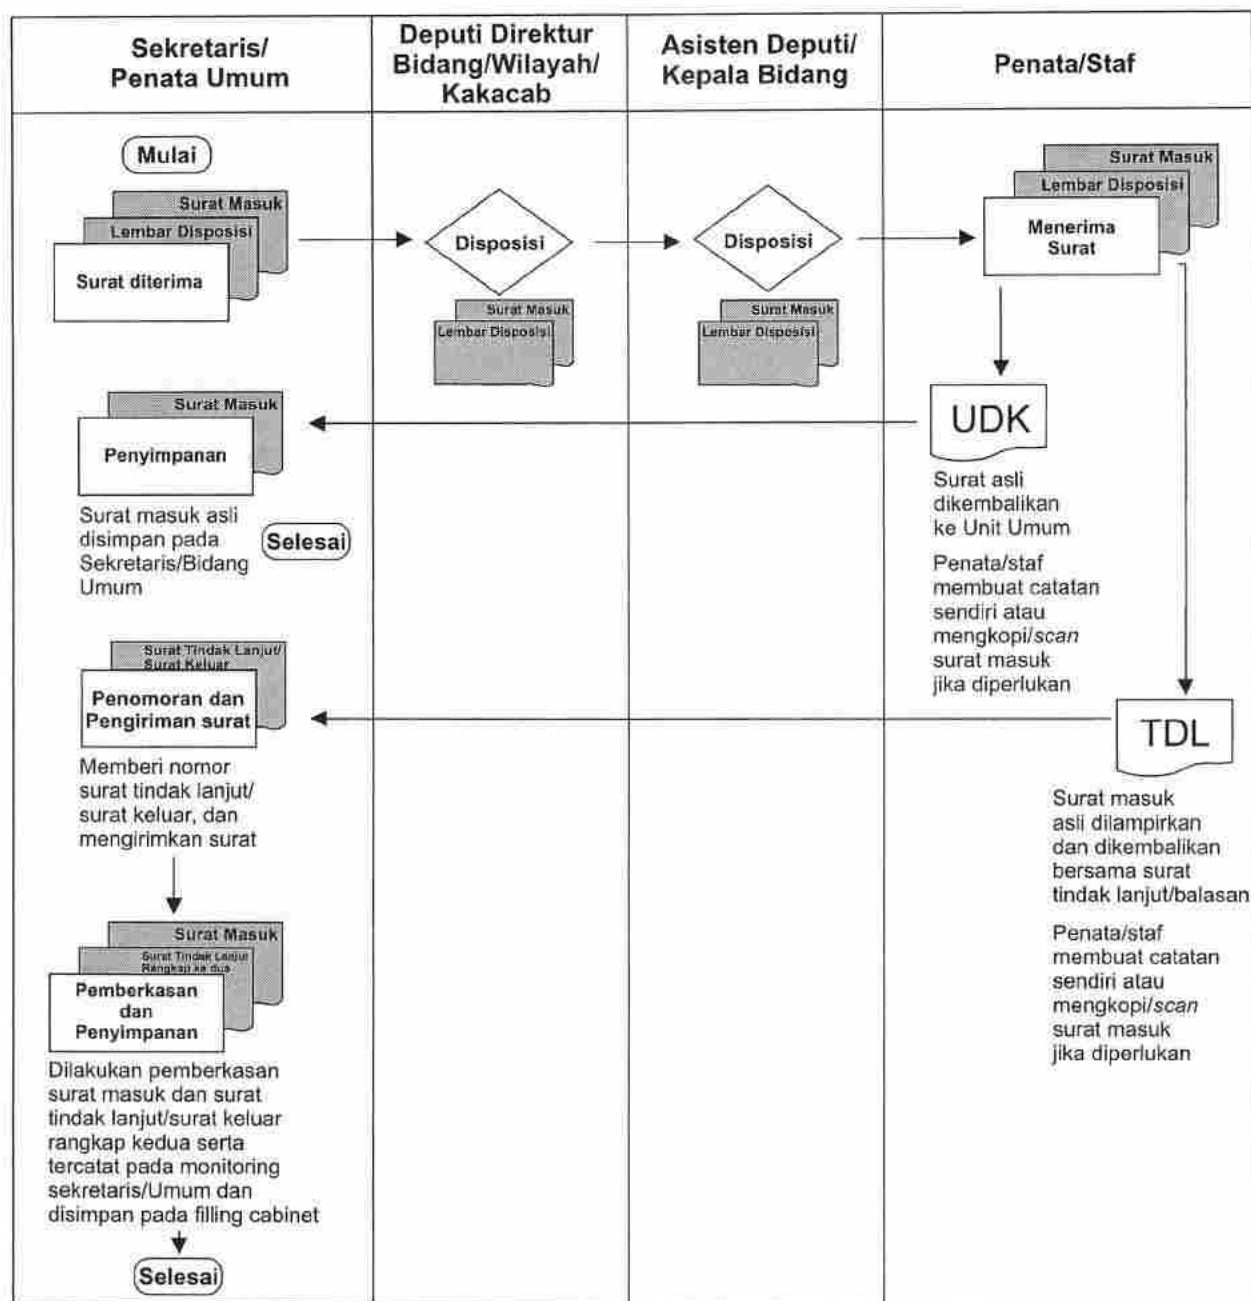 Sekretaris/
Penata Umum
Deputi Direktur
Bidang/Wilayah/
Kakacab
Asisten Deputi/
Kepala Bidang
Penata/Staf
Mulai
Surat Masuk
Lembar Disposisi
Surat diterima
Disposisi
Surat Masuk
Lembar Disposisi
Disposisi
Surat Masuk
Lembar Disposisi
Surat Masuk
Lembar Disposisi
Menerima
Surat
Surat Masuk
Penyimpanan
Surat masuk asli
disimpan pada
Sekretaris/Bidang
Umum
Selesai
UDK
Surat asli
dikembalikan
ke Unit Umum
Penata/staf
membuat catatan
sendiri atau
mengkopi/scan
surat masuk
jika diperlukan
Surat Tindak Lanjut/
Surat Keluar
Penomoran dan
Pengiriman surat
Memberi nomor
surat tindak lanjut/
surat keluar, dan
mengirimkan surat
TDL
Surat masuk
asli dilampirkan
dan dikembalikan
bersama surat
tindak lanjut/balasan
Penata/staf
membuat catatan
sendiri atau
mengkopi/scan
surat masuk
jika diperlukan
Surat Masuk
Surat Tindak Lanjut
Rangkap ke dua
Pemberkasan
dan
Penyimpanan
Dilakukan pemberkasan
surat masuk dan surat
tindak lanjut/surat keluar
rangkap kedua serta
tercatat pada monitoring
sekretaris/Umum dan
disimpan pada filling cabinet
Selesai